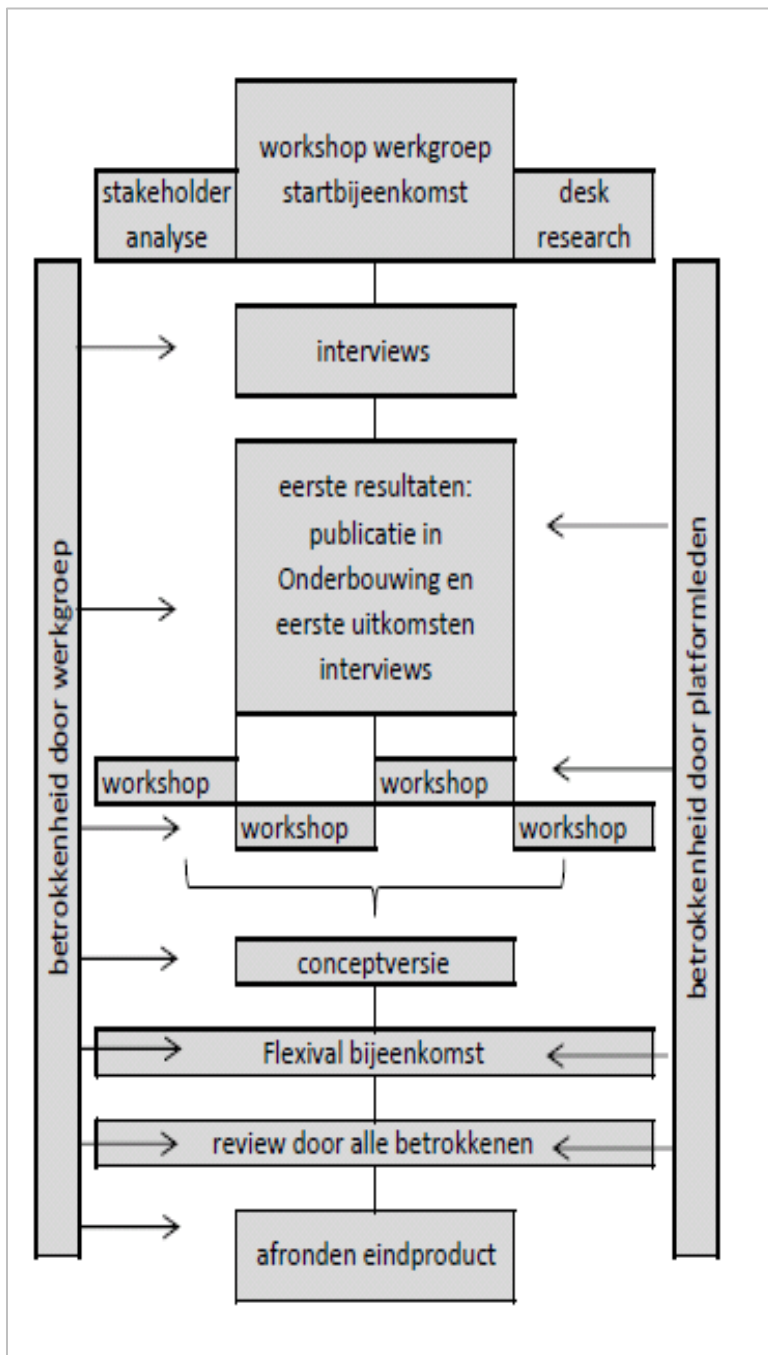 workshop werkgroep
startbijeenkomst
stakeholder
analyse
desk
research
interviews
eerste resultaten:
publicatie in
Onderbouwing en
eerste uitkomsten
interviews
workshop
workshop
workshop
workshop
conceptversie
Flexival bijeenkomst
review door alle betrokkenen
afronden eindproduct
betrokkenheid door werkgroep
betrokkenheid door platformleden